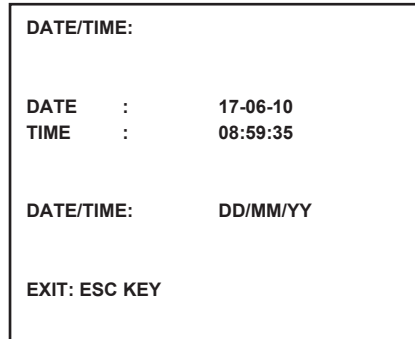 DATE/TIME:
DATE : 17-06-10
TIME : 08:59:35
DATE/TIME: DD/MM/YY
EXIT: ESC KEY